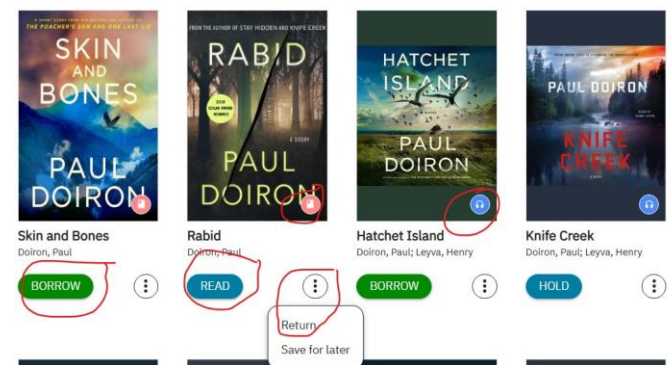 A SHORT STORY FROM THE BESTSELLING AUTHOR OF
THE POACHER'S SON AND ONE LAST LIE
SKIN
AND
BONES
PAUL
DOIRON
Skin and Bones
Doiron, Paul
BORROW
FROM THE AUTHOR OF STAY HIDDEN AND KNIFE CREEK
RABID
A STORY
PAUL
DOIRON
Rabid
Doiron, Paul
READ
Return
Save for later
HATCHET
ISLAND
PAUL
DOIRON
Hatchet Island
Doiron, Paul; Leyva, Henry
BORROW
PAUL DOIRON
KNIFE
CREEK
Knife Creek
Doiron, Paul; Leyva, Henry
HOLD